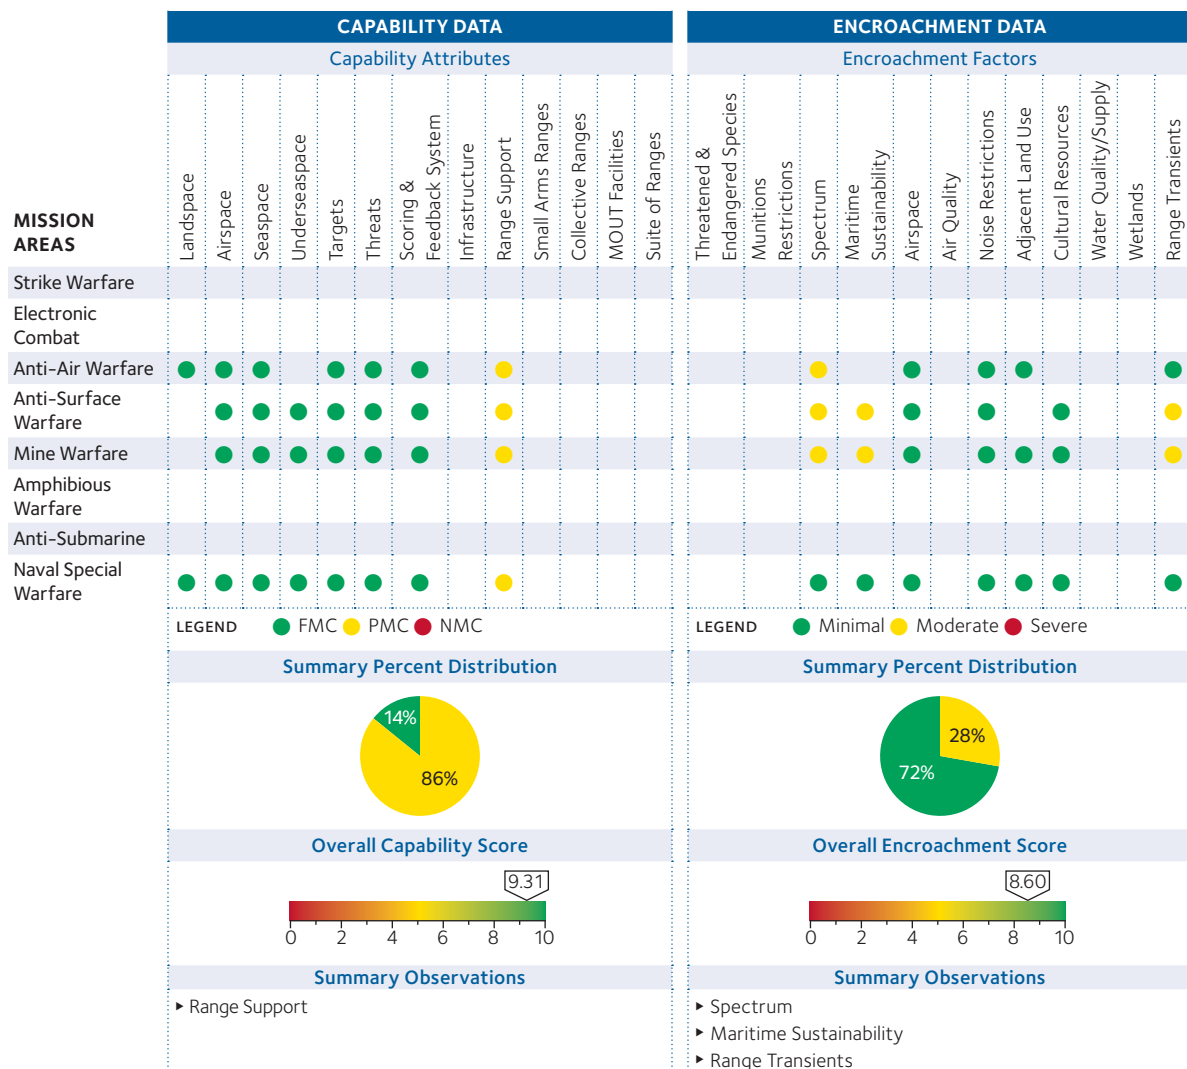 CAPABILITY DATA
ENCROACHMENT DATA
Capability Attributes
Encroachment Factors
MISSION
AREAS
Landspace
Airspace
Seaspace
Underseaspace
Targets
Threats
Scoring &
Feedback System
Infrastructure
Range Support
Small Arms Ranges
Collective Ranges
MOUT Facilities
Suite of Ranges
Threatened &
Endangered Species
Munitions
Restrictions
Spectrum
Maritime
Sustainability
Airspace
Air Quality
Noise Restrictions
Adjacent Land Use
Cultural Resources
Water Quality/Supply
Wetlands
Range Transients
Strike Warfare
Electronic
Combat
Anti-Air Warfare
Anti-Surface
Warfare
Mine Warfare
Amphibious
Warfare
Anti-Submarine
Naval Special
Warfare
LEGEND FMC PMC NMC
LEGEND Minimal Moderate Severe
Summary Percent Distribution
Summary Percent Distribution
14%
86%
28%
72%
Overall Capability Score
Overall Encroachment Score
9.31
0 2 4 6 8 10
8.60
0 2 4 6 8 10
Summary Observations
Summary Observations
▸ Range Support
▸ Spectrum
▸ Maritime Sustainability
▸ Range Transients